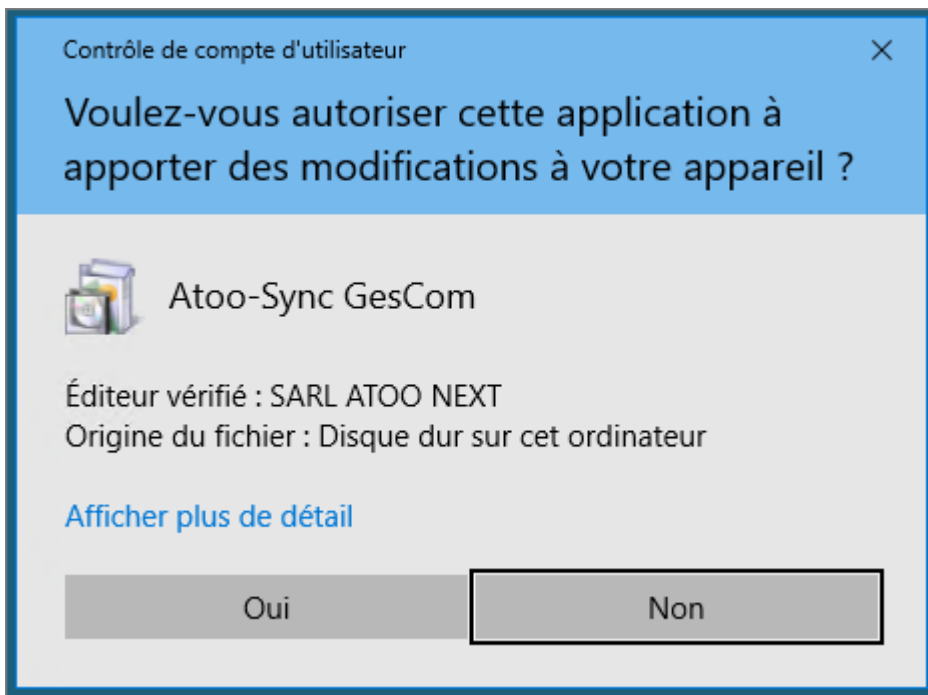 Contrôle de compte d'utilisateur
Voulez-vous autoriser cette application à
apporter des modifications à votre appareil ?
Atoo-Sync GesCom
Éditeur vérifié : SARL ATOO NEXT
Origine du fichier : Disque dur sur cet ordinateur
Afficher plus de détail
Oui Non